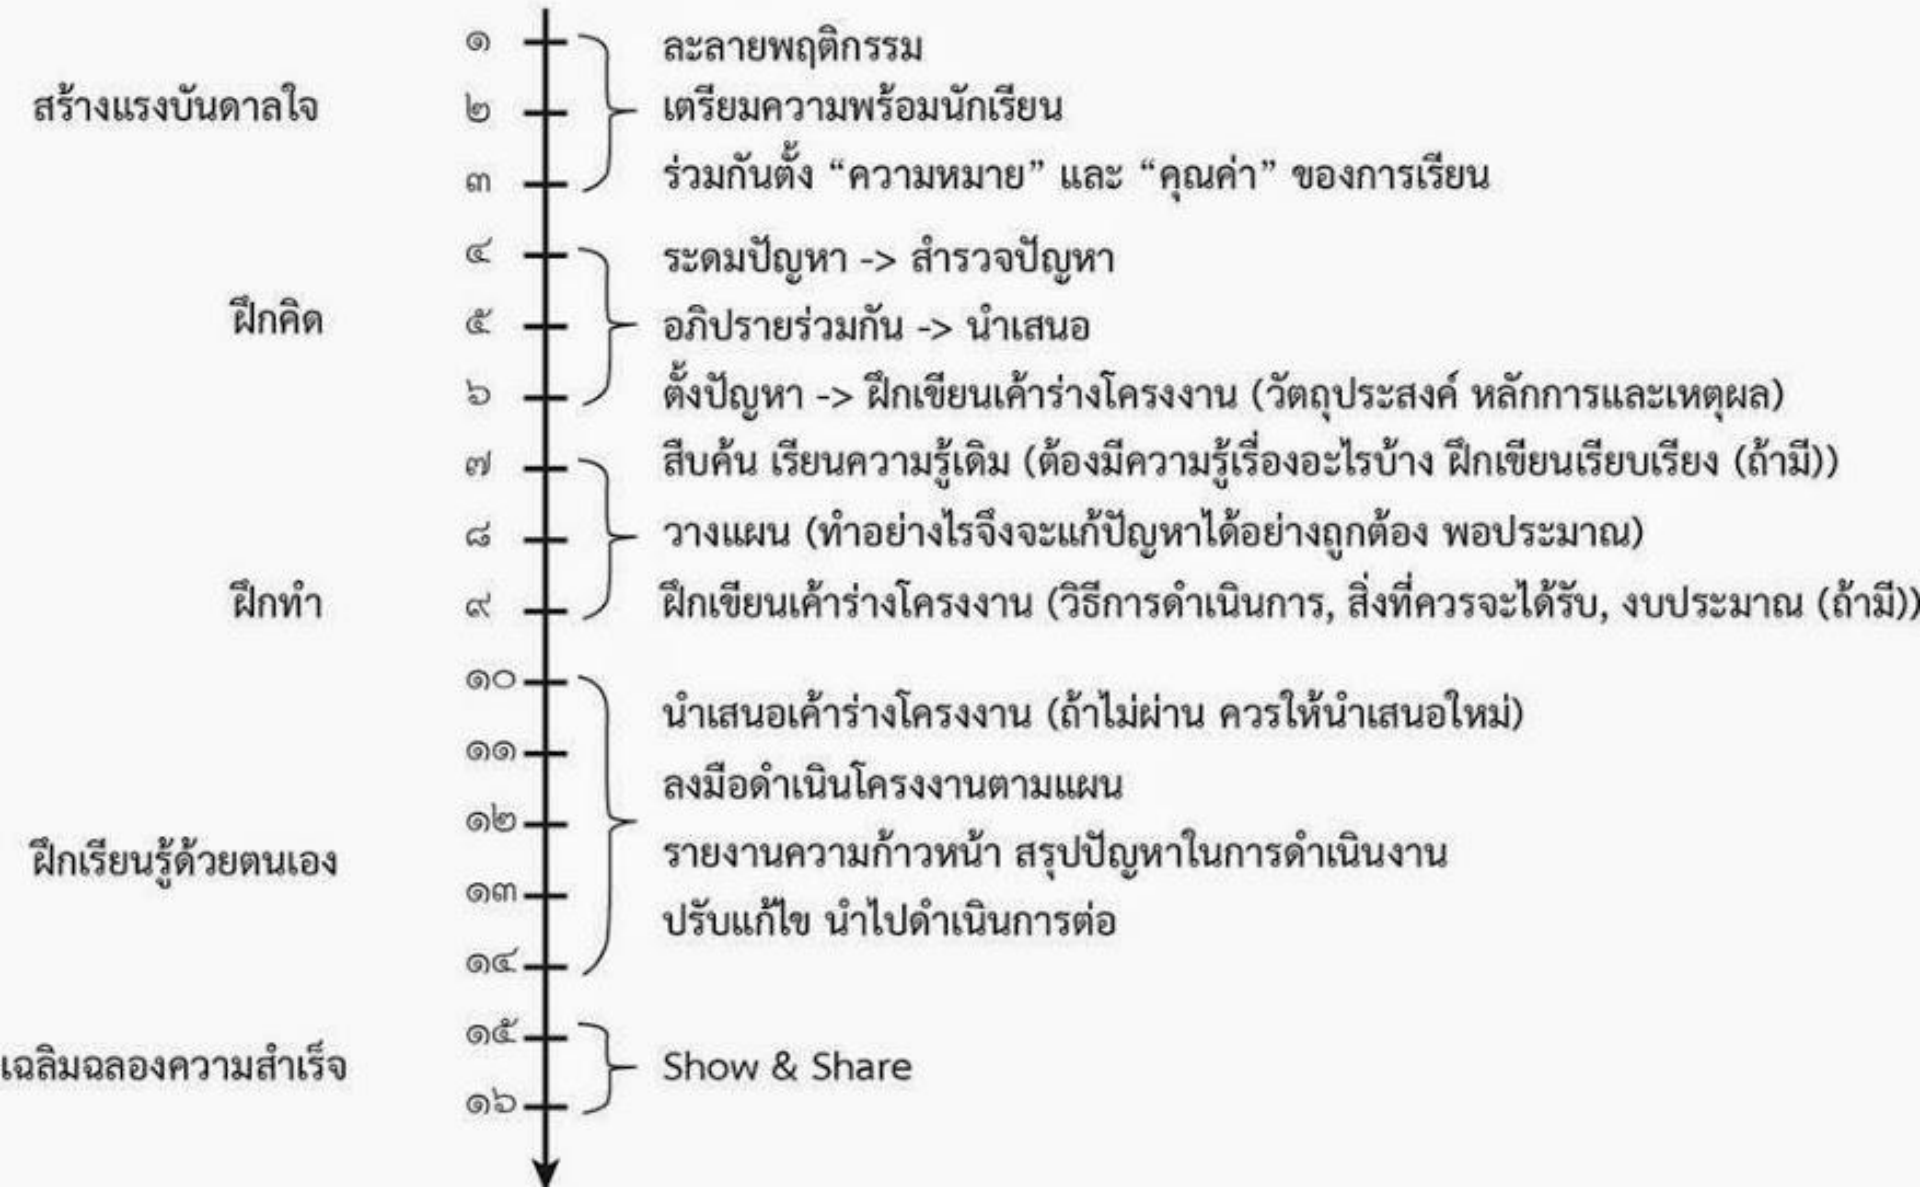 ๑ ละลายพฤติกรรม
สร้างแรงบันดาลใจ ๒ เตรียมความพร้อมนักเรียน
๓ ร่วมกันตั้ง “ความหมาย” และ “คุณค่า” ของการเรียน
๔ ระดมปัญหา -> สำรวจปัญหา
ฝึกคิด ๕ อภิปรายร่วมกัน -> นำเสนอ
๖ ตั้งปัญหา -> ฝึกเขียนเค้าร่างโครงงาน (วัตถุประสงค์ หลักการและเหตุผล)
๗ สืบค้น เรียนความรู้เดิม (ต้องมีความรู้เรื่องอะไรบ้าง ฝึกเขียนเรียบเรียง (ถ้ามี))
๘ วางแผน (ทำอย่างไรจึงจะแก้ปัญหาได้อย่างถูกต้อง พอประมาณ)
ฝึกทำ ๙ ฝึกเขียนเค้าร่างโครงงาน (วิธีการดำเนินการ, สิ่งที่ควรจะได้รับ, งบประมาณ (ถ้ามี))
๑๐
นำเสนอเค้าร่างโครงงาน (ถ้าไม่ผ่าน ควรให้นำเสนอใหม่)
๑๑
ลงมือดำเนินโครงงานตามแผน
๑๒
ฝึกเรียนรู้ด้วยตนเอง รายงานความก้าวหน้า สรุปปัญหาในการดำเนินงาน
๑๓
ปรับแก้ไข นำไปดำเนินการต่อ
๑๔
๑๕
เฉลิมฉลองความสำเร็จ Show & Share
๑๖